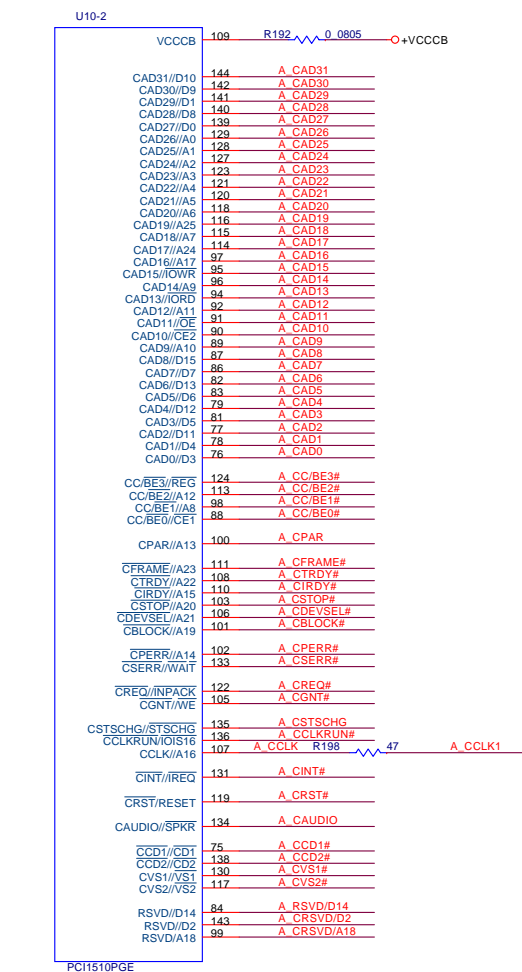 U10-2
VCCCB 109 R192 0_0805 +VCCCB
CAD31//D10 144 A_CAD31
CAD30//D9 142 A_CAD30
CAD29//D1 141 A_CAD29
CAD28//D8 140 A_CAD28
CAD27//D0 139 A_CAD27
CAD26//A0 129 A_CAD26
CAD25//A1 128 A_CAD25
CAD24//A2 127 A_CAD24
CAD23//A3 123 A_CAD23
CAD22//A4 121 A_CAD22
CAD21//A5 120 A_CAD21
CAD20//A6 118 A_CAD20
CAD19//A25 116 A_CAD19
CAD18//A7 115 A_CAD18
CAD17//A24 114 A_CAD17
CAD16//A17 97 A_CAD16
CAD15//IOWR 95 A_CAD15
CAD14/A9 96 A_CAD14
CAD13//IORD 94 A_CAD13
CAD12//A11 92 A_CAD12
CAD11//OE 91 A_CAD11
CAD10//CE2 90 A_CAD10
CAD9//A10 89 A_CAD9
CAD8//D15 87 A_CAD8
CAD7//D7 86 A_CAD7
CAD6//D13 82 A_CAD6
CAD5//D6 83 A_CAD5
CAD4//D12 79 A_CAD4
CAD3//D5 81 A_CAD3
CAD2//D11 77 A_CAD2
CAD1//D4 78 A_CAD1
CAD0//D3 76 A_CAD0
CC/BE3//REG 124 A_CC/BE3#
CC/BE2//A12 113 A_CC/BE2#
CC/BE1//A8 98 A_CC/BE1#
CC/BE0//CE1 88 A_CC/BE0#
CPAR//A13 100 A_CPAR
CFRAME//A23 111 A_CFRAME#
CTRDY//A22 108 A_CTRDY#
CIRDY//A15 110 A_CIRDY#
CSTOP//A20 103 A_CSTOP#
CDEVSEL//A21 106 A_CDEVSEL#
CBLOCK//A19 101 A_CBLOCK#
CPERR//A14 102 A_CPERR#
CSERR//WAIT 133 A_CSERR#
CREQ//INPACK 122 A_CREQ#
CGNT//WE 105 A_CGNT#
CSTSCHG//STSCHG 135 A_CSTSCHG
CCLKRUN/IOIS16 136 A_CCLKRUN#
CCLK//A16 107 A_CCLK R198 47 A_CCLK1
CINT//IREQ 131 A_CINT#
CRST/RESET 119 A_CRST#
CAUDIO//SPKR 134 A_CAUDIO
CCD1//CD1 75 A_CCD1#
CCD2//CD2 138 A_CCD2#
CVS1//VS1 130 A_CVS1#
CVS2//VS2 117 A_CVS2#
RSVD//D14 84 A_RSVD/D14
RSVD//D2 143 A_CRSVD/D2
RSVD/A18 99 A_CRSVD/A18
PCI1510PGE